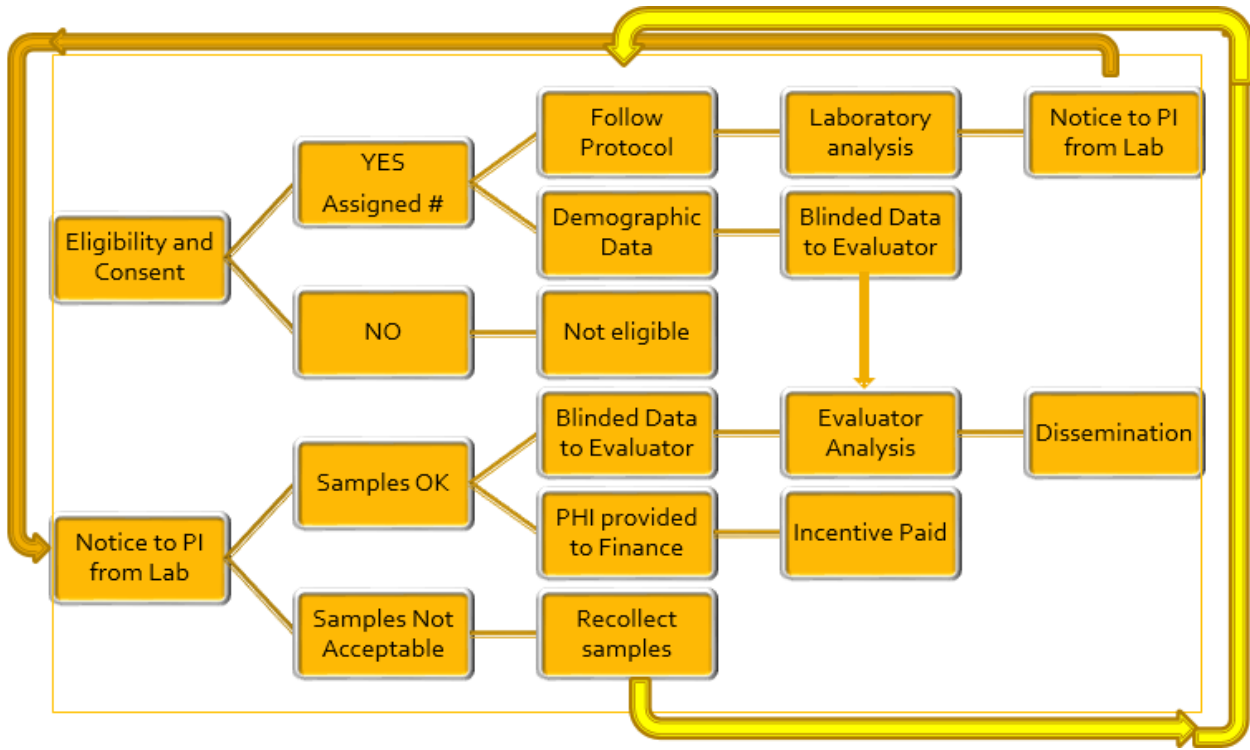 Follow
Protocol
Laboratory
analysis
Notice to PI
from Lab
YES
Assigned #
Eligibility and
Consent
Demographic
Data
Blinded Data
to Evaluator
NO
Not eligible
Blinded Data
to Evaluator
Evaluator
Analysis
Dissemination
Samples OK
Notice to PI
from Lab
PHI provided
to Finance
Incentive Paid
Samples Not
Acceptable
Recollect
samples